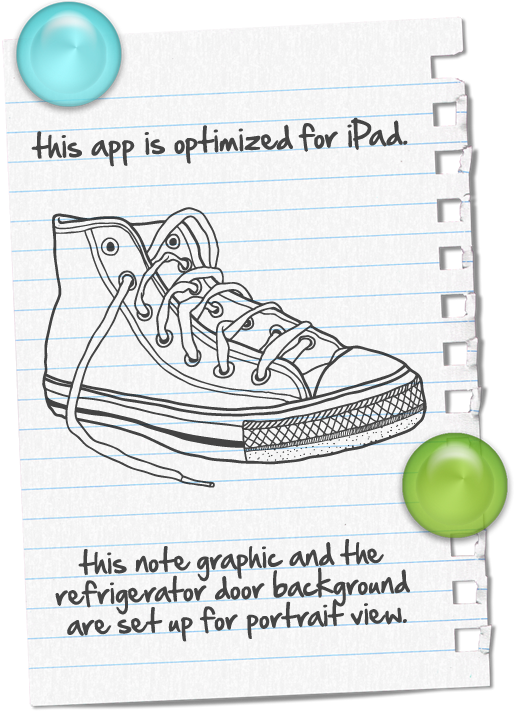 this app is optimized for iPad.
this note graphic and the
refrigerator door background
are set up for portrait view.